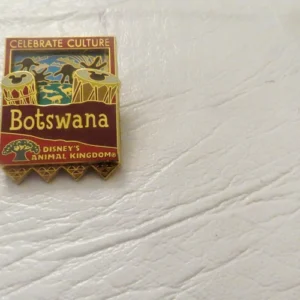 CELEBRATE CULTURE
Botswana
DISNEY'S
ANIMAL KINGDOM®